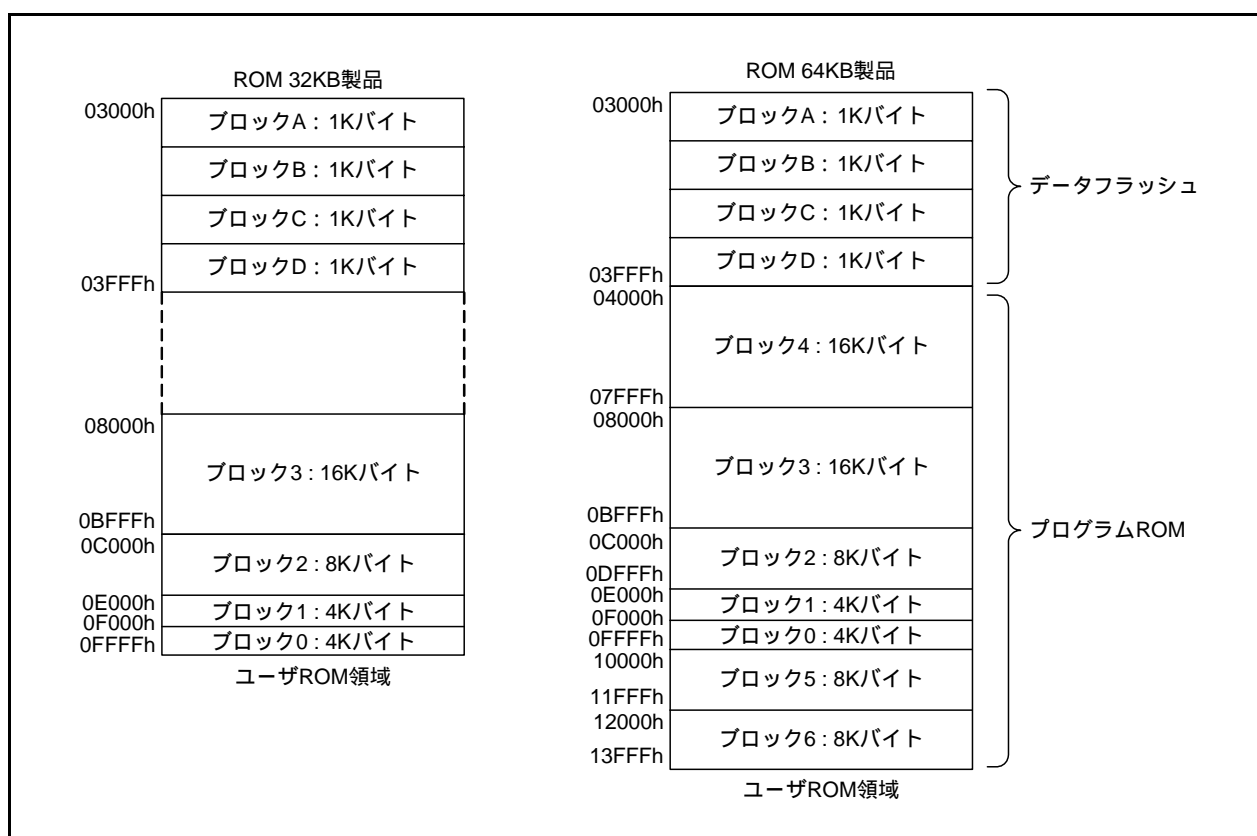 ROM 32KB製品
03000h
ブロックA : 1Kバイト
ブロックB : 1Kバイト
ブロックC : 1Kバイト
ブロックD : 1Kバイト
03FFFh
08000h
ブロック3 : 16Kバイト
0BFFFh
0C000h
ブロック2 : 8Kバイト
0E000h
ブロック1 : 4Kバイト
0F000h
ブロック0 : 4Kバイト
0FFFFh
ユーザROM領域
ROM 64KB製品
03000h
ブロックA : 1Kバイト
ブロックB : 1Kバイト
ブロックC : 1Kバイト
ブロックD : 1Kバイト
03FFFh
データフラッシュ
04000h
ブロック4 : 16Kバイト
07FFFh
08000h
ブロック3 : 16Kバイト
0BFFFh
0C000h
ブロック2 : 8Kバイト
0DFFFh
0E000h
ブロック1 : 4Kバイト
0F000h
ブロック0 : 4Kバイト
0FFFFh
10000h
ブロック5 : 8Kバイト
11FFFh
12000h
ブロック6 : 8Kバイト
13FFFh
プログラムROM
ユーザROM領域